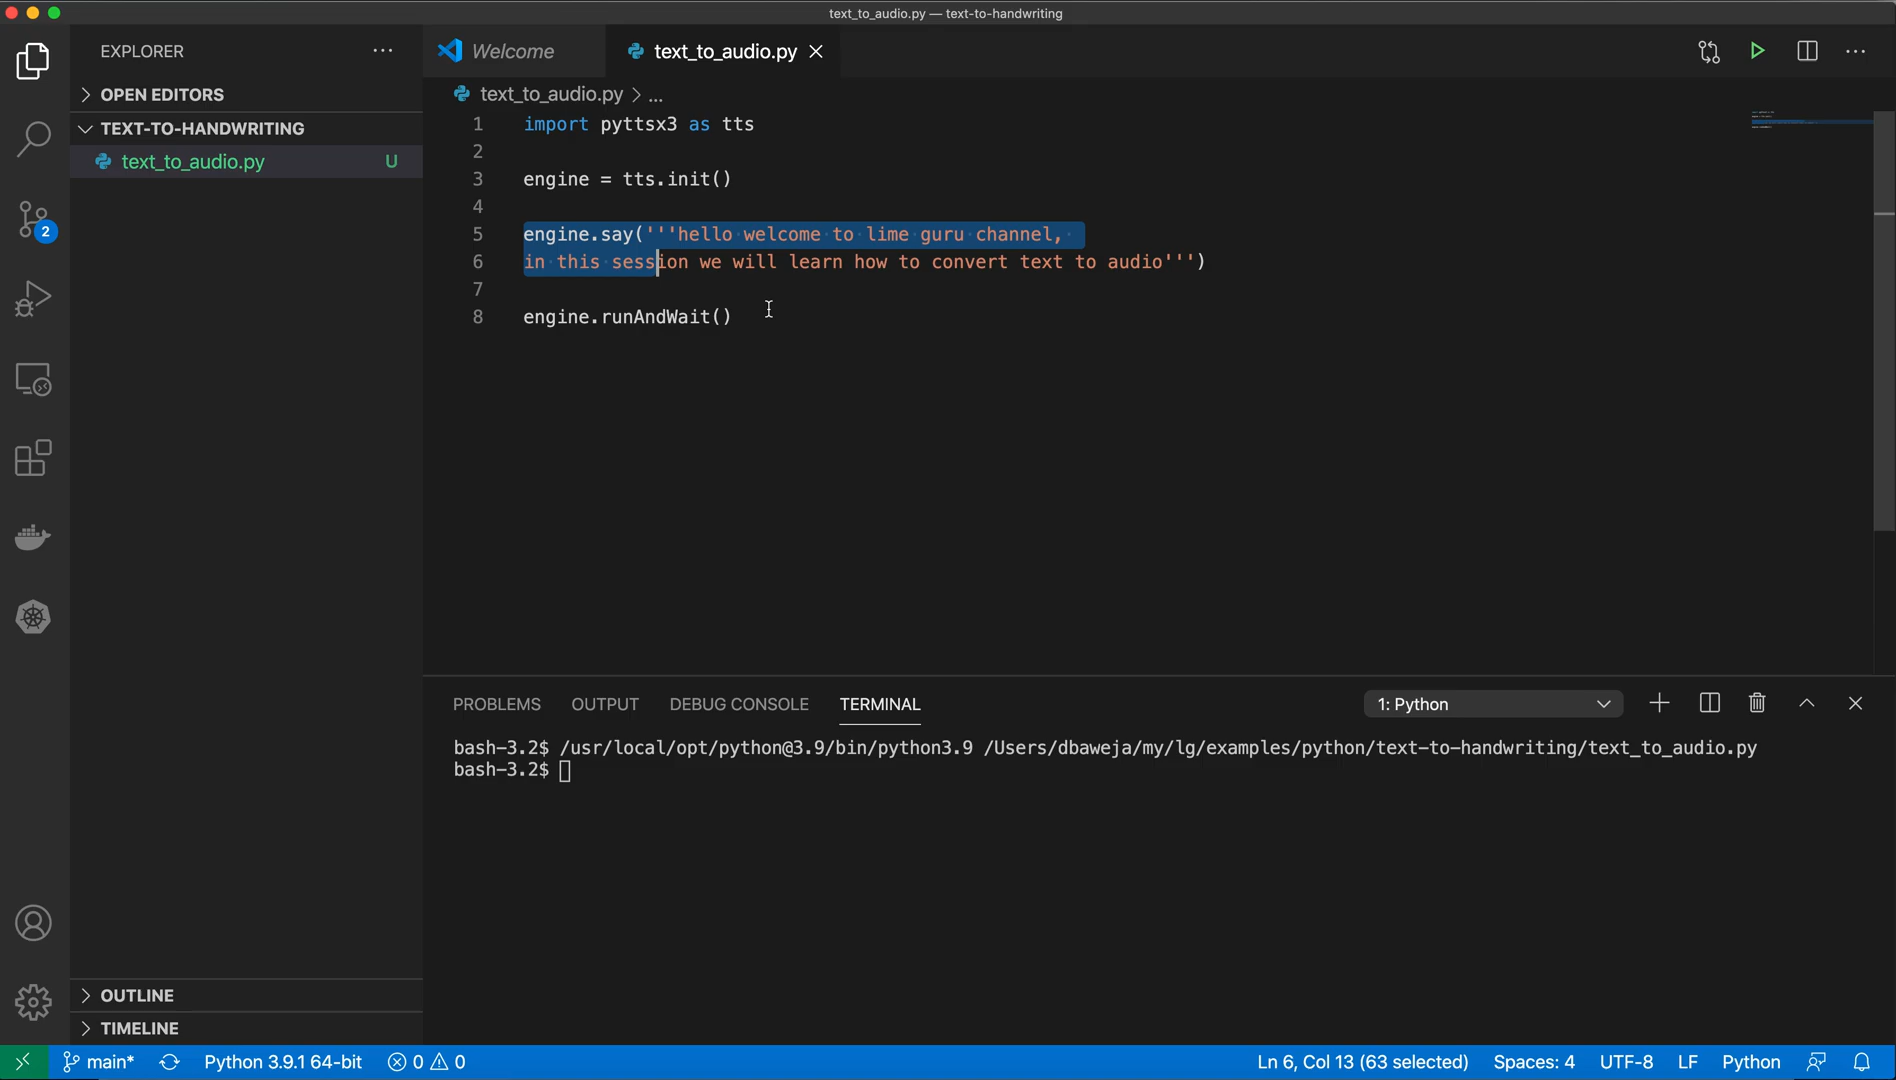 text_to_audio.py — text-to-handwriting
EXPLORER
OPEN EDITORS
TEXT-TO-HANDWRITING
text_to_audio.py U
Welcome
text_to_audio.py
text_to_audio.py > ...
1 import pyttsx3 as tts
2
3 engine = tts.init()
4
5 engine.say('''hello welcome to lime guru channel,
6 in this session we will learn how to convert text to audio''')
7
8 engine.runAndWait()
2
PROBLEMS OUTPUT DEBUG CONSOLE TERMINAL
1: Python
bash-3.2$ /usr/local/opt/python@3.9/bin/python3.9 /Users/dbaweja/my/lg/examples/python/text-to-handwriting/text_to_audio.py
bash-3.2$
OUTLINE
TIMELINE
main* Python 3.9.1 64-bit 0 0 Ln 6, Col 13 (63 selected) Spaces: 4 UTF-8 LF Python